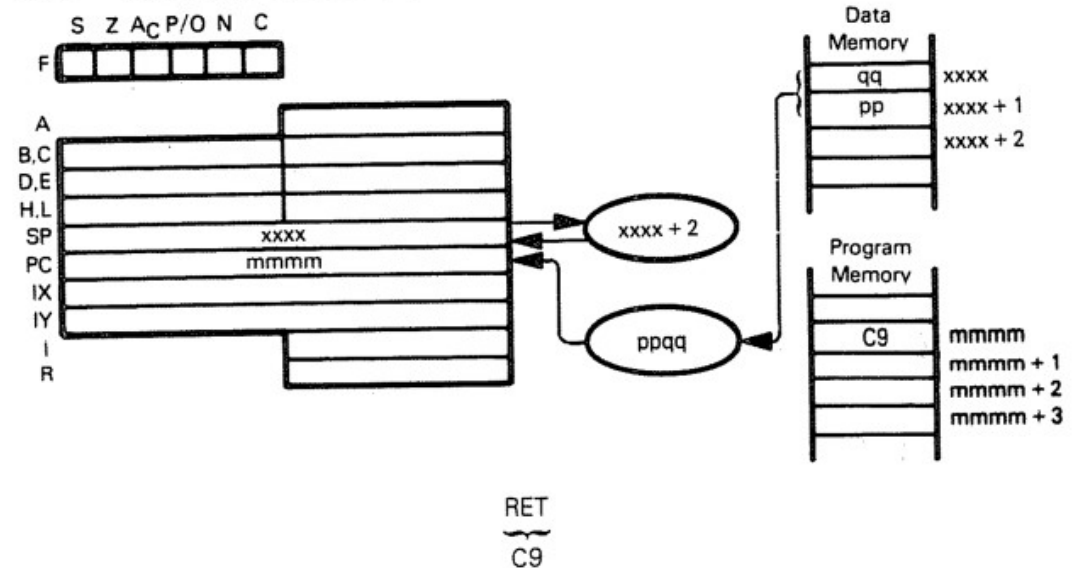 S Z AC P/O N C
F
A
B,C
D,E
H,L
SP xxxx
PC mmmm
IX
IY
I
R
xxxx + 2
ppqq
Data
Memory
qq xxxx
pp xxxx + 1
xxxx + 2
Program
Memory
C9 mmmm
mmmm + 1
mmmm + 2
mmmm + 3
RET
C9